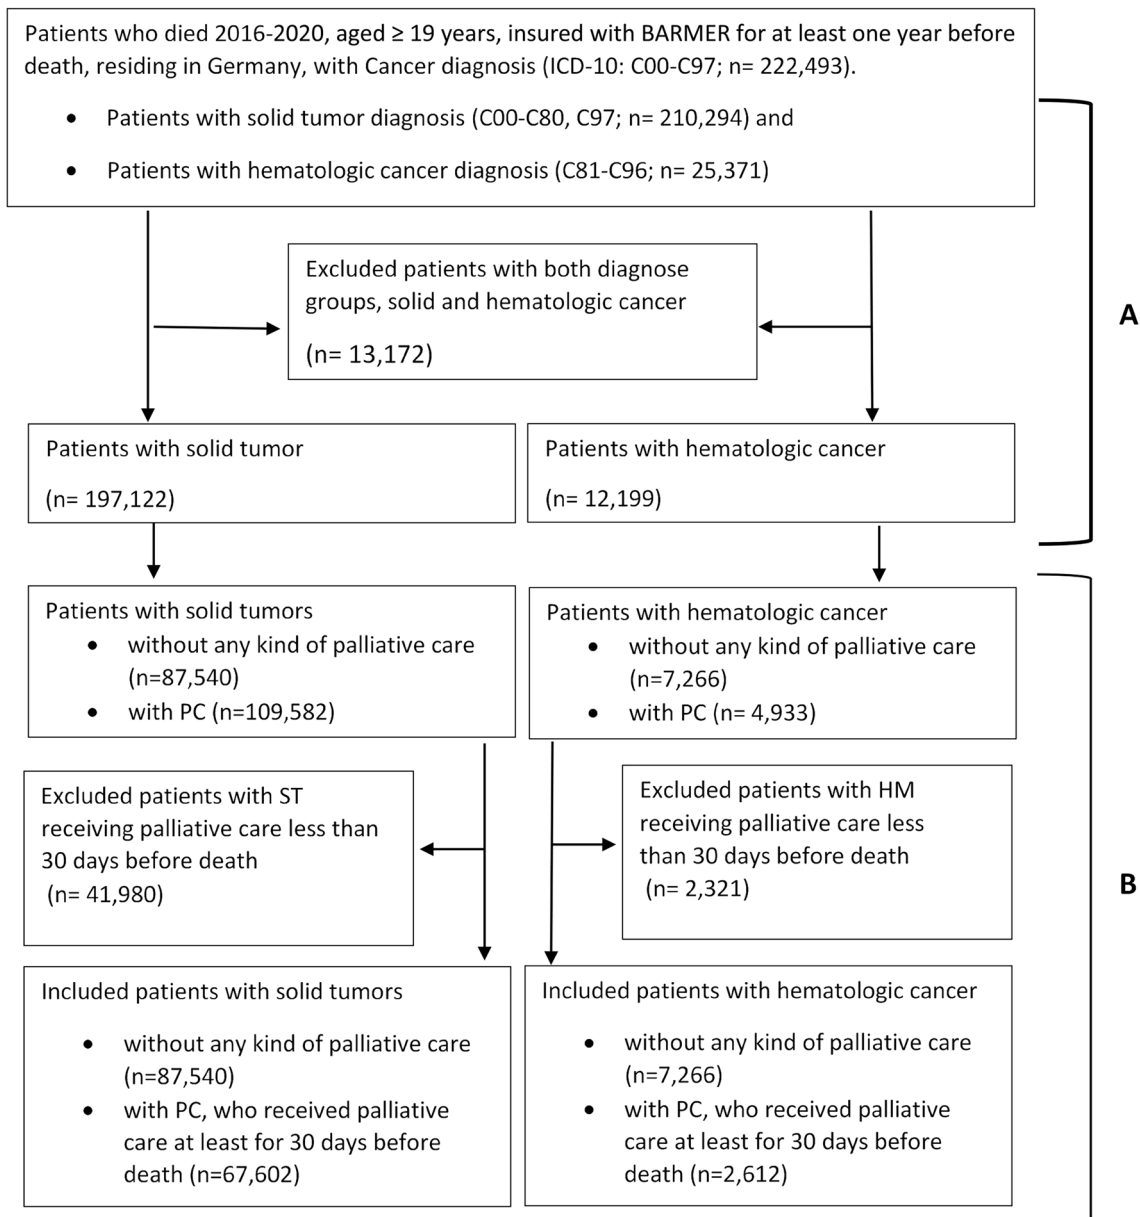 Patients who died 2016-2020, aged ≥ 19 years, insured with BARMER for at least one year before
death, residing in Germany, with Cancer diagnosis (ICD-10: C00-C97; n= 222,493).
• Patients with solid tumor diagnosis (C00-C80, C97; n= 210,294) and
• Patients with hematologic cancer diagnosis (C81-C96; n= 25,371)
Excluded patients with both diagnose
groups, solid and hematologic cancer
(n= 13,172)
A
Patients with solid tumor
(n= 197,122)
Patients with hematologic cancer
(n= 12,199)
Patients with solid tumors
• without any kind of palliative care
(n=87,540)
• with PC (n=109,582)
Patients with hematologic cancer
• without any kind of palliative care
(n=7,266)
• with PC (n= 4,933)
Excluded patients with ST
receiving palliative care less than
30 days before death
(n= 41,980)
Excluded patients with HM
receiving palliative care less
than 30 days before death
(n= 2,321)
B
Included patients with solid tumors
• without any kind of palliative care
(n=87,540)
• with PC, who received palliative
care at least for 30 days before
death (n=67,602)
Included patients with hematologic cancer
• without any kind of palliative care
(n=7,266)
• with PC, who received palliative
care at least for 30 days before
death (n=2,612)